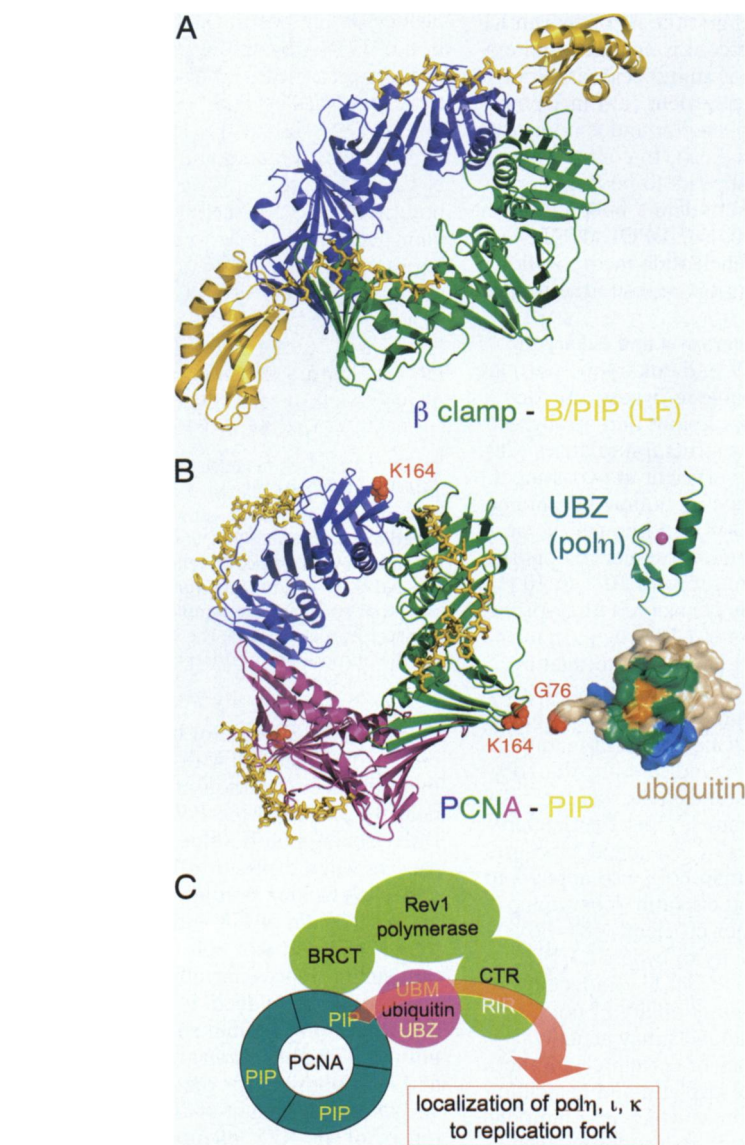 A
β clamp - B/PIP (LF)
B
K164
UBZ
(polη)
G76
K164
ubiquitin
PCNA - PIP
C
Rev1
polymerase
BRCT
CTR
UBM
RIR
PIP
ubiquitin
UBZ
PCNA
PIP
PIP
localization of polη, ι, κ
to replication fork